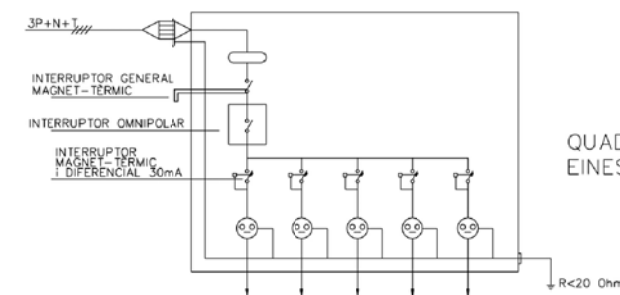 3P+N+T
INTERRUPTOR GENERAL
MAGNET-TÈRMIC
INTERRUPTOR OMNIPOLAR
INTERRUPTOR
MAGNET-TÈRMIC
i DIFERENCIAL 30mA
QUAD
EINES
R<20 Ohm